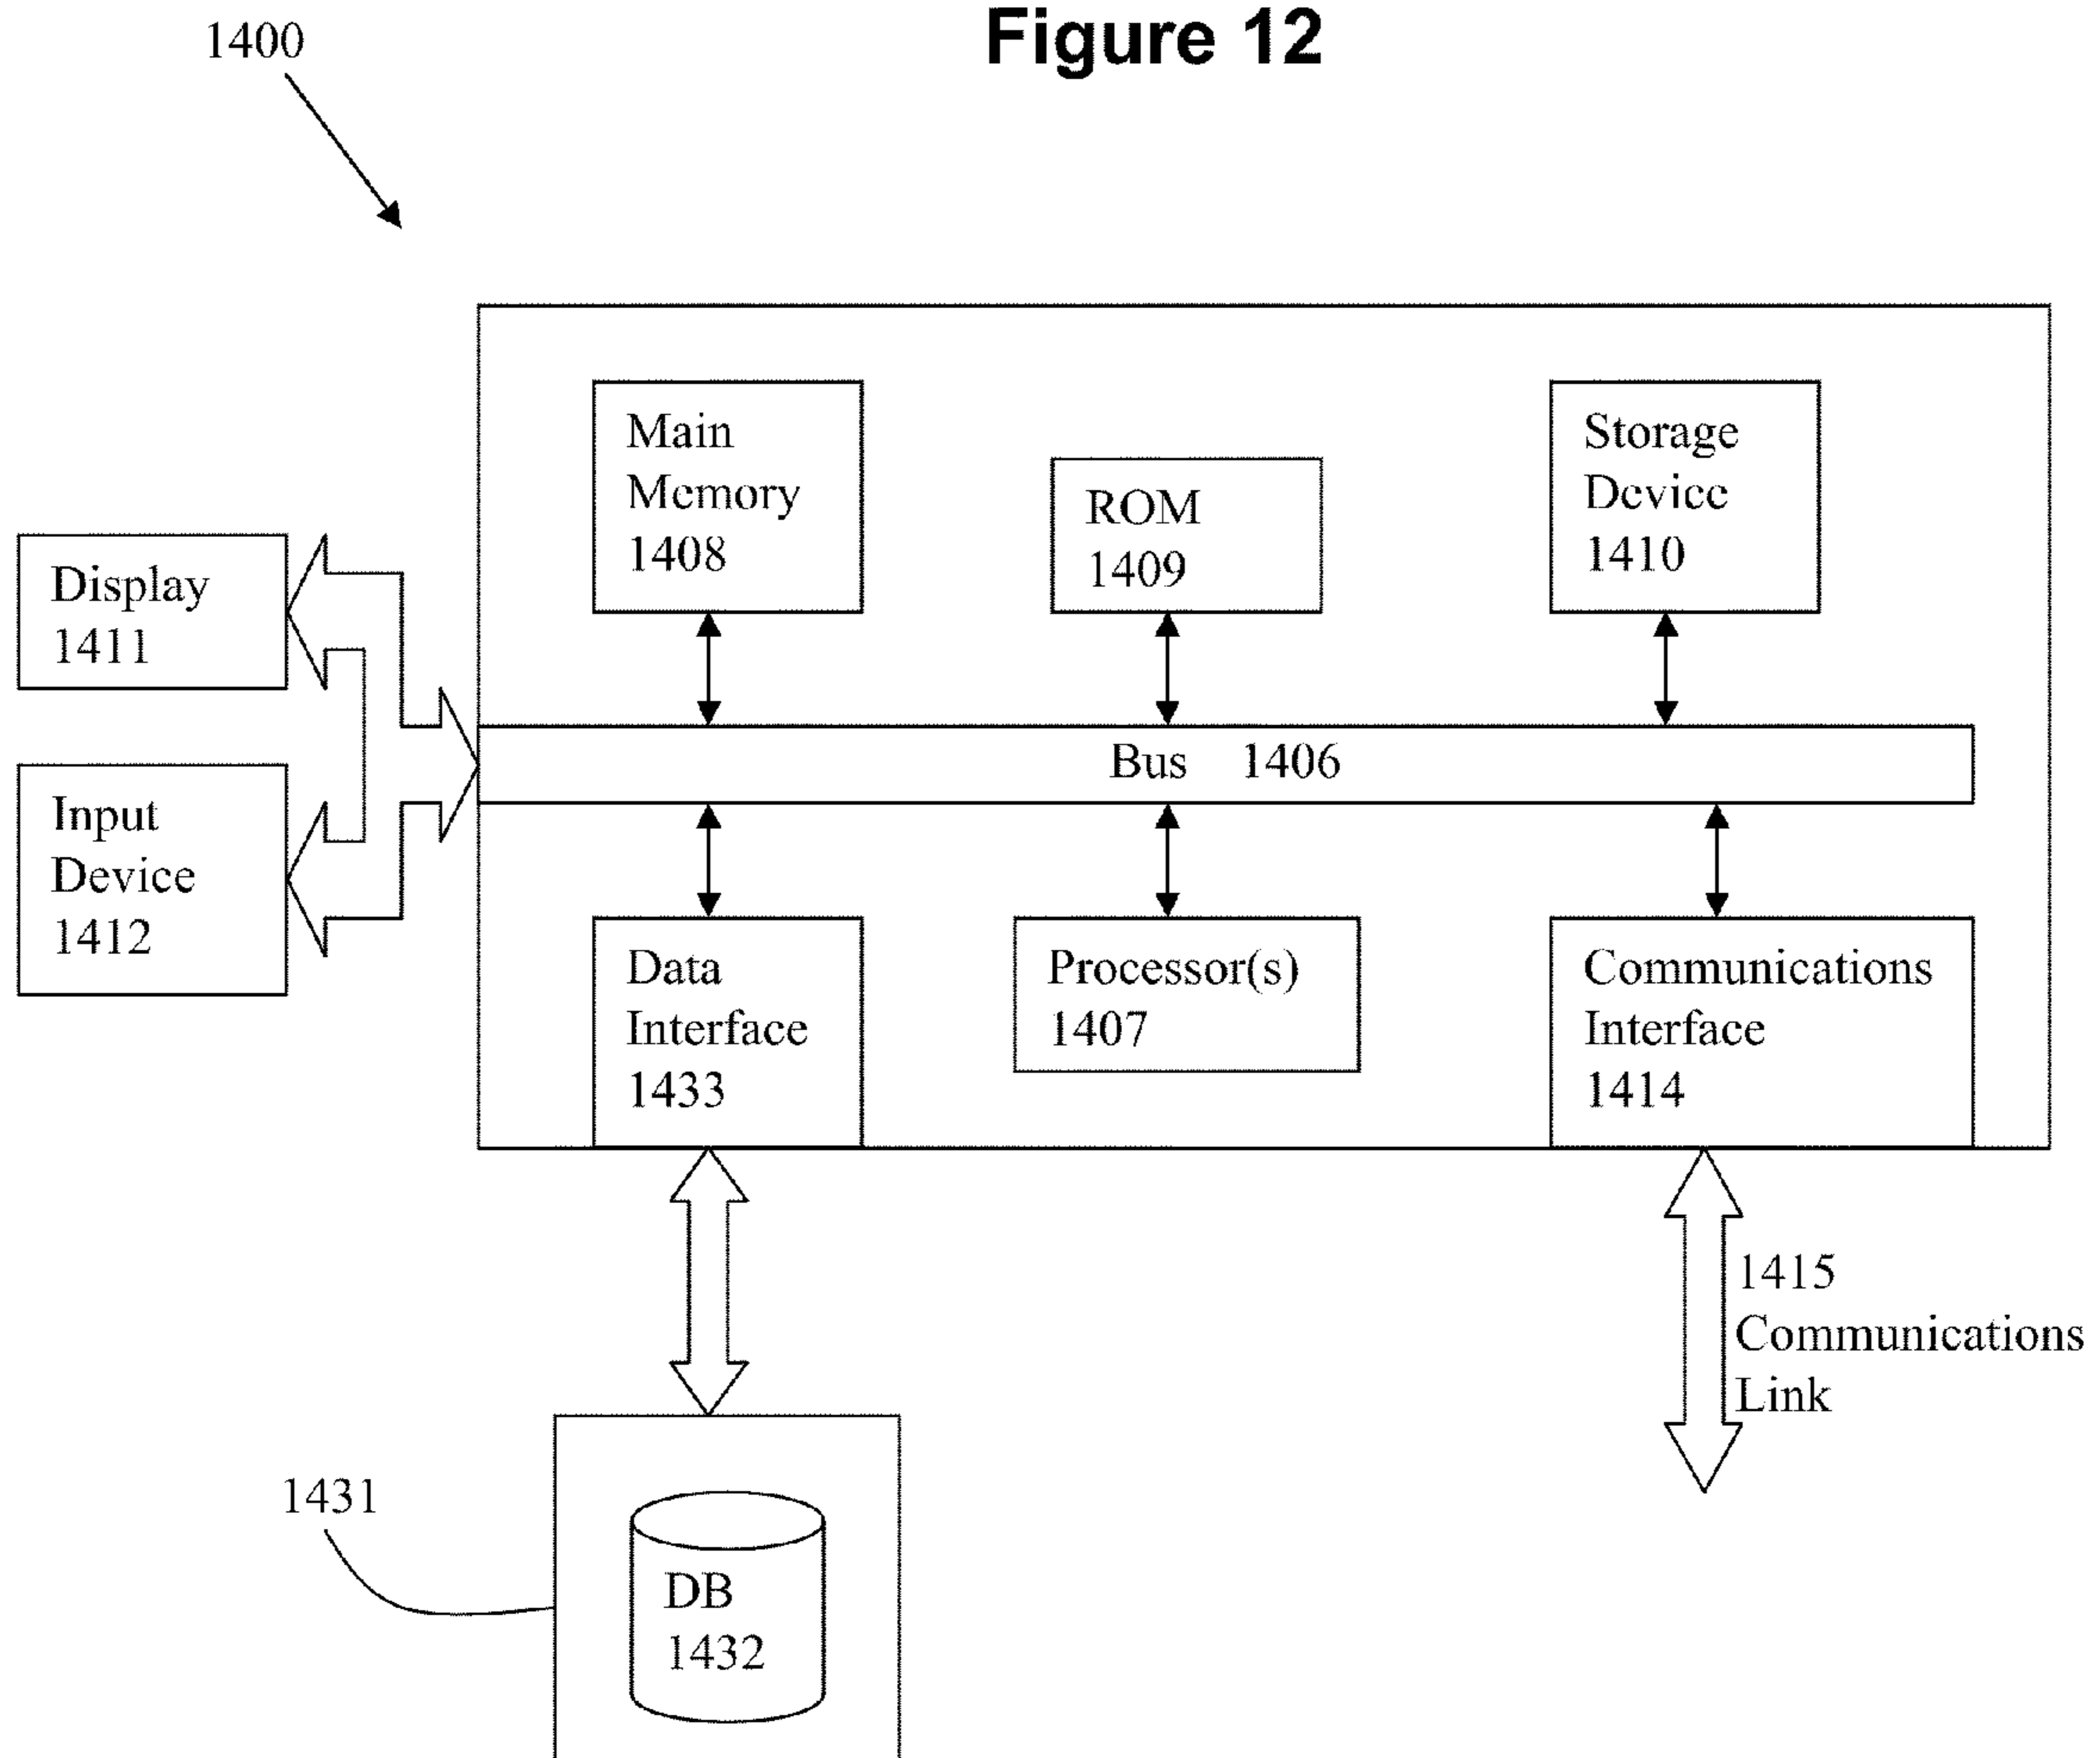 Figure 12
1400
Main
Memory
1408
ROM
1409
Storage
Device
1410
Display
1411
Bus 1406
Input
Device
1412
Data
Interface
1433
Processor(s)
1407
Communications
Interface
1414
1415
Communications
Link
1431
DB
1432